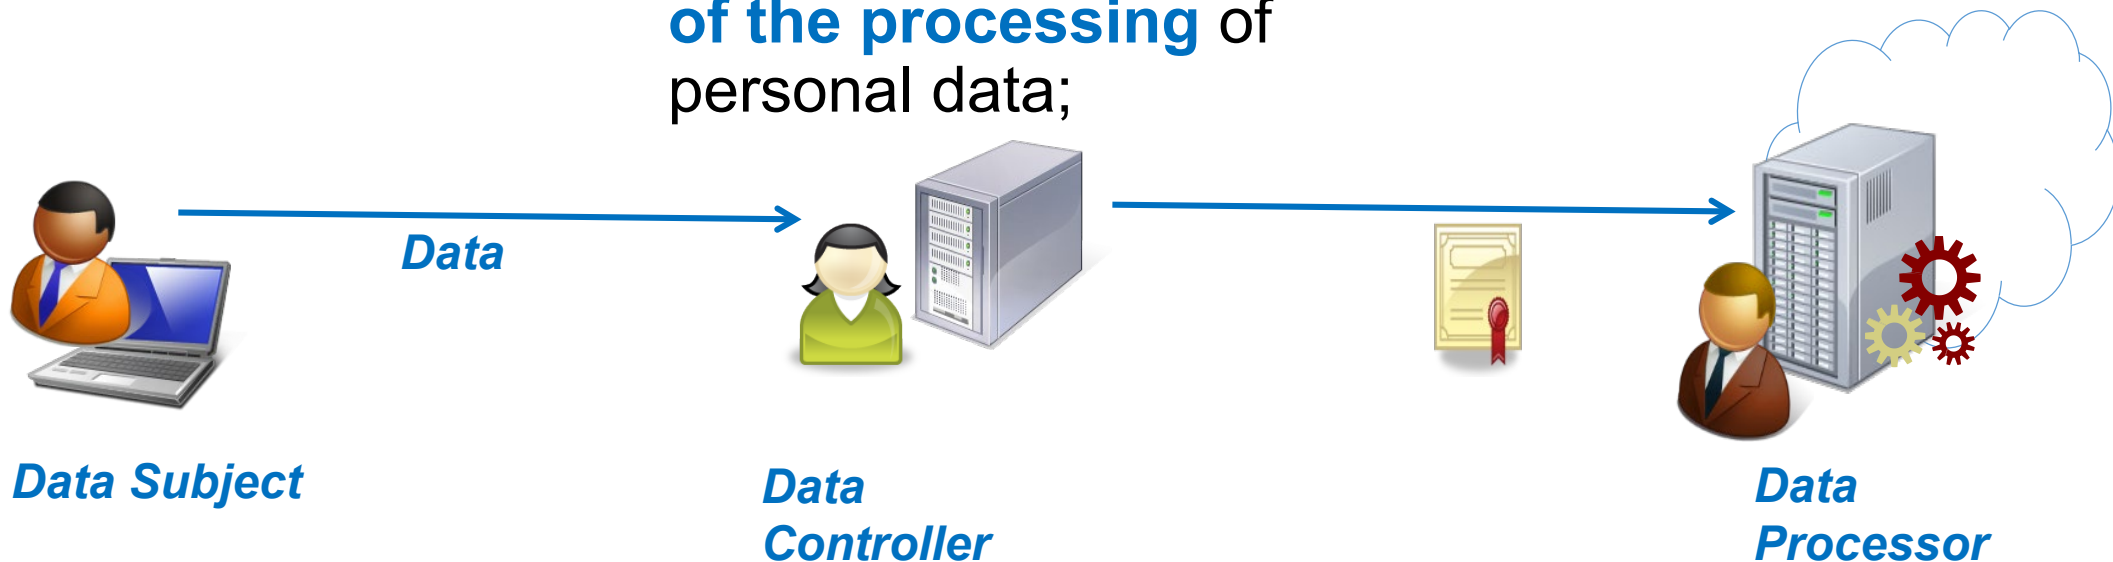 of the processing of
personal data;
Data
Data Subject
Data
Controller
Data
Processor